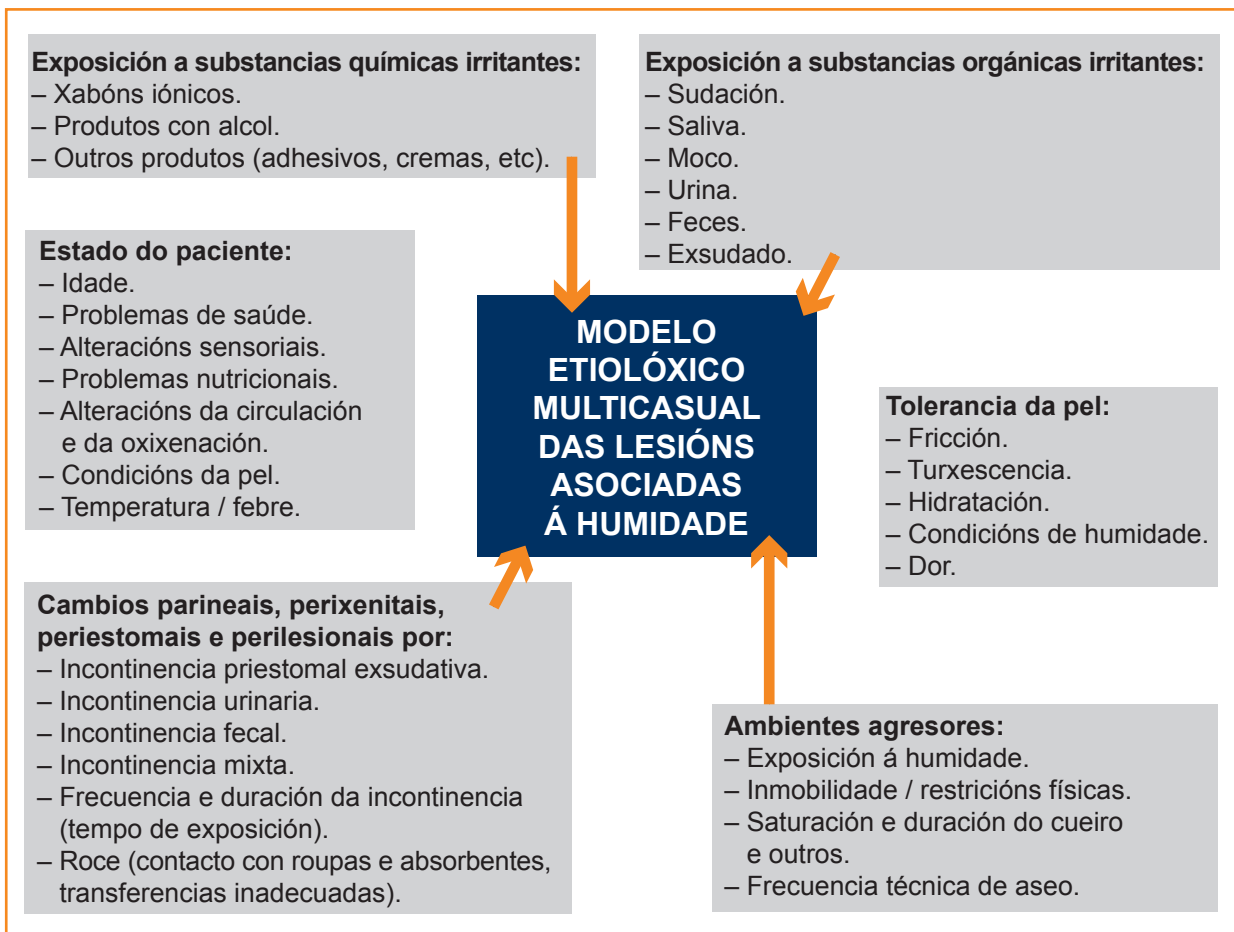 Exposición a substancias químicas irritantes:
– Xabóns iónicos.
– Produtos con alcol.
– Outros produtos (adhesivos, cremas, etc).
Exposición a substancias orgánicas irritantes:
– Sudación.
– Saliva.
– Moco.
– Urina.
– Feces.
– Exsudado.
Estado do paciente:
– Idade.
– Problemas de saúde.
– Alteracións sensoriais.
– Problemas nutricionais.
– Alteracións da circulación
e da oxixenación.
– Condicións da pel.
– Temperatura / febre.
MODELO
ETIOLÓXICO
MULTICASUAL
DAS LESIÓNS
ASOCIADAS
Á HUMIDADE
Tolerancia da pel:
– Fricción.
– Turxescencia.
– Hidratación.
– Condicións de humidade.
– Dor.
Cambios parineais, perixenitais,
periestomais e perilesionais por:
– Incontinencia priestomal exsudativa.
– Incontinencia urinaria.
– Incontinencia fecal.
– Incontinencia mixta.
– Frecuencia e duración da incontinencia
(tempo de exposición).
– Roce (contacto con roupas e absorbentes,
transferencias inadecuadas).
Ambientes agresores:
– Exposición á humidade.
– Inmobilidade / restricións físicas.
– Saturación e duración do cueiro
e outros.
– Frecuencia técnica de aseo.